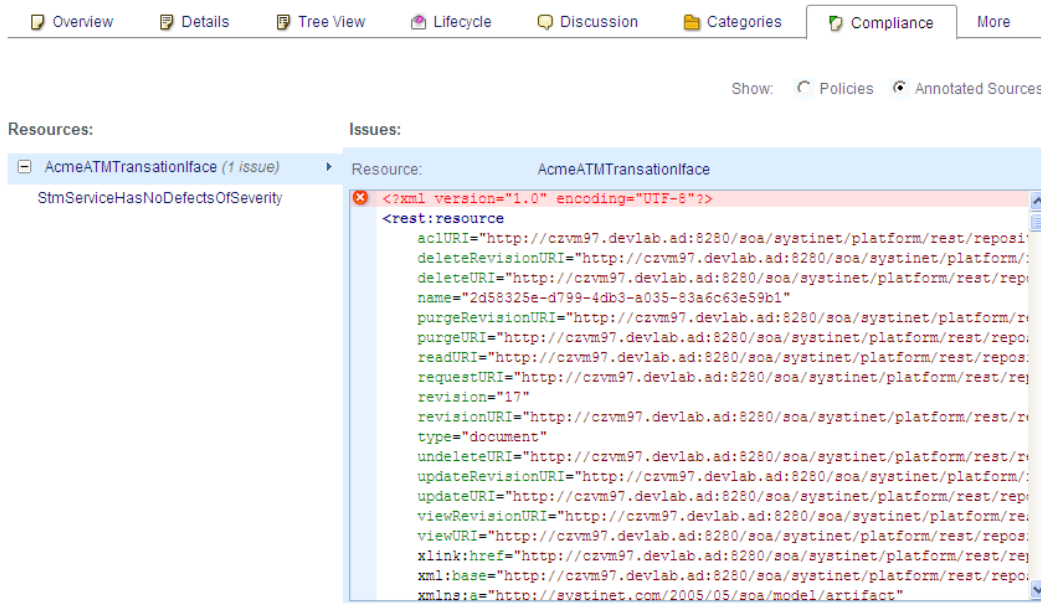 Overview Details Tree View Lifecycle Discussion Categories Compliance More
Show: Policies Annotated Sources
Resources: Issues:
AcmeATMTransationIface (1 issue)
StmServiceHasNoDefectsOfSeverity
Resource: AcmeATMTransationIface
<?xml version="1.0" encoding="UTF-8"?>
<rest:resource
aclURI="http://czvm97.devlab.ad:8280/soa/systinet/platform/rest/reposit
deleteRevisionURI="http://czvm97.devlab.ad:8280/soa/systinet/platform/
deleteURI="http://czvm97.devlab.ad:8280/soa/systinet/platform/rest/rep
name="2d58325e-d799-4db3-a035-83a6c63e59b1"
purgeRevisionURI="http://czvm97.devlab.ad:8280/soa/systinet/platform/r
purgeURI="http://czvm97.devlab.ad:8280/soa/systinet/platform/rest/repo
readURI="http://czvm97.devlab.ad:8280/soa/systinet/platform/rest/repos
requestURI="http://czvm97.devlab.ad:8280/soa/systinet/platform/rest/re
revision="17"
revisionURI="http://czvm97.devlab.ad:8280/soa/systinet/platform/rest/r
type="document"
undeleteURI="http://czvm97.devlab.ad:8280/soa/systinet/platform/rest/r
updateRevisionURI="http://czvm97.devlab.ad:8280/soa/systinet/platform/
updateURI="http://czvm97.devlab.ad:8280/soa/systinet/platform/rest/rep
viewRevisionURI="http://czvm97.devlab.ad:8280/soa/systinet/platform/re
viewURI="http://czvm97.devlab.ad:8280/soa/systinet/platform/rest/repos
xlink:href="http://czvm97.devlab.ad:8280/soa/systinet/platform/rest/re
xml:base="http://czvm97.devlab.ad:8280/soa/systinet/platform/rest/repo
xmlns:a="http://systinet.com/2005/05/soa/model/artifact"